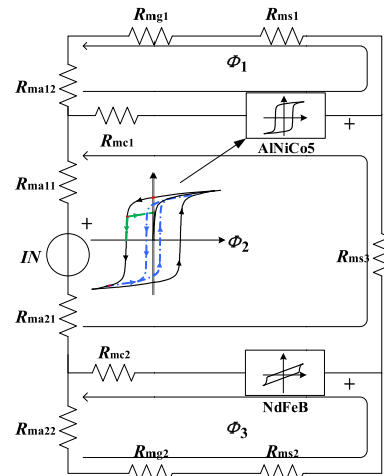 Rmg1 Rms1
Φ1
Rma12
Rmc1 +
AlNiCo5
Rma11
+
IN Φ2
Rms3
Rma21
Rmc2
+
NdFeB
Rma22 Φ3
Rmg2 Rms2